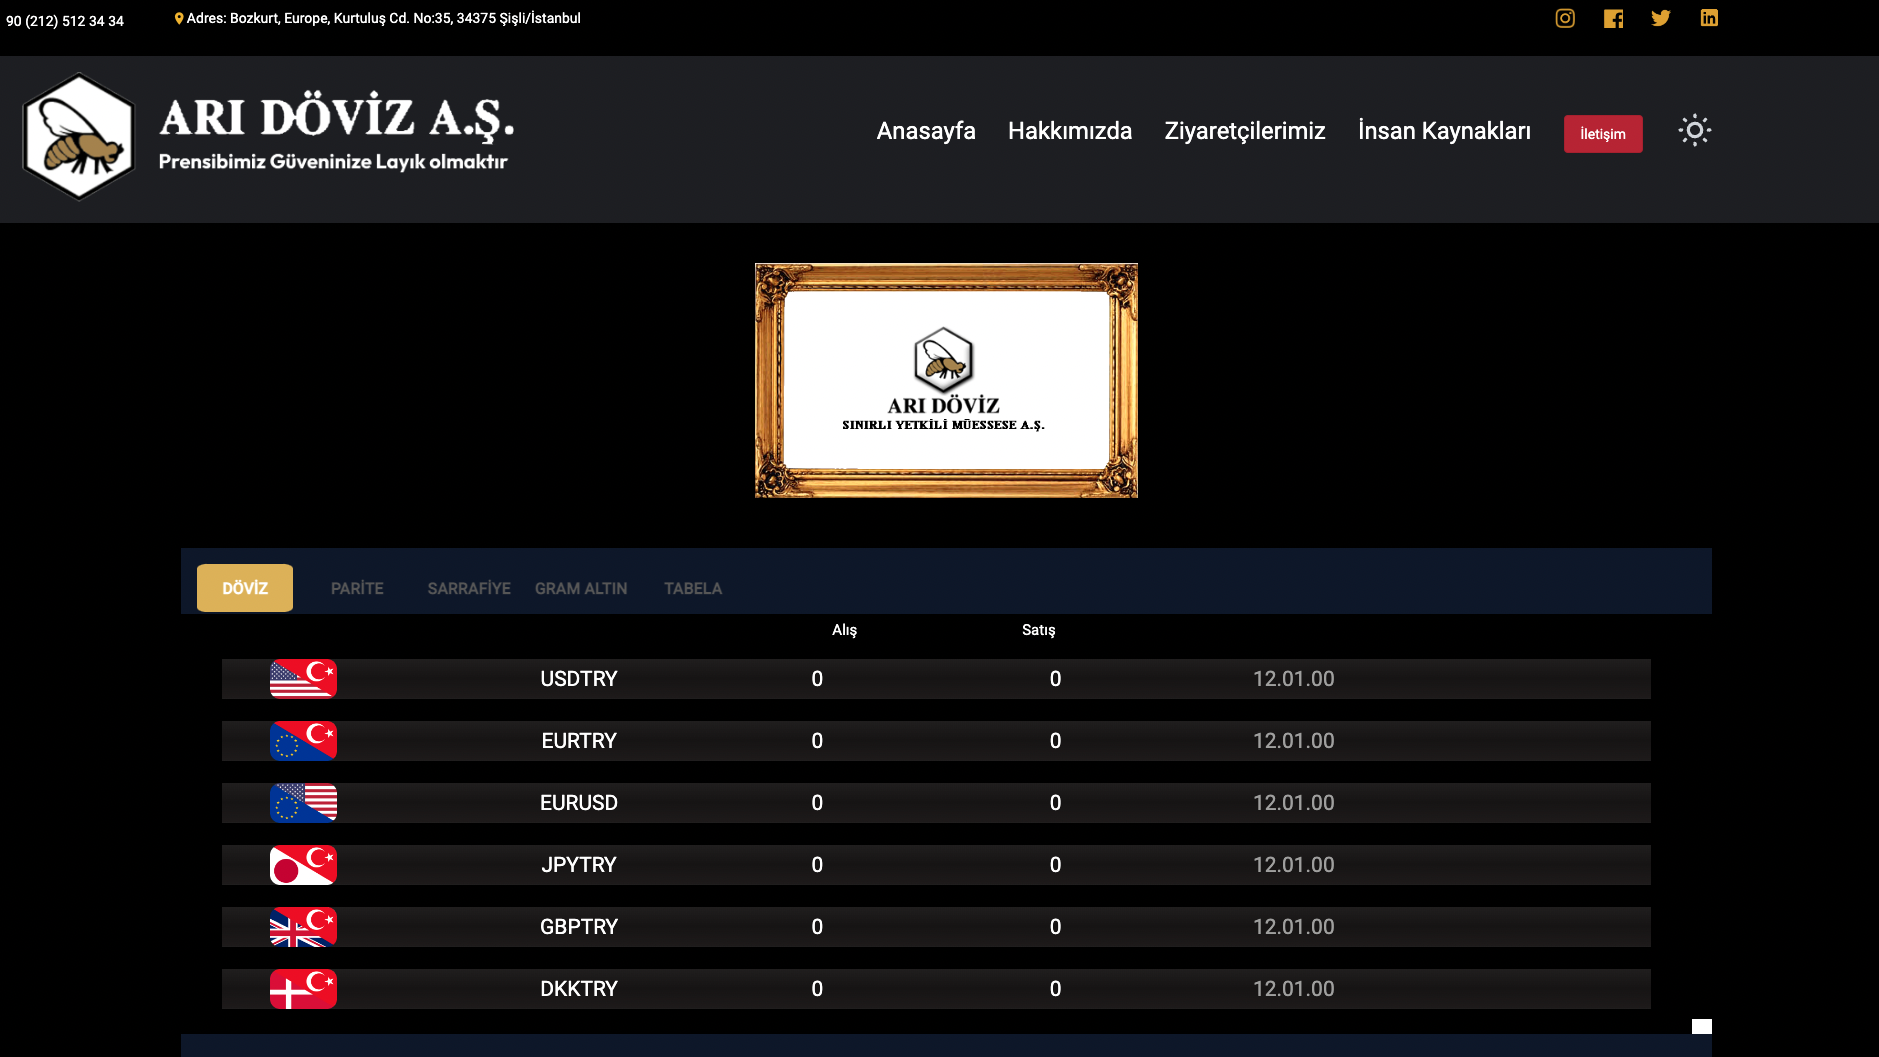 90 (212) 512 34 34
Adres: Bozkurt, Europe, Kurtuluş Cd. No:35, 34375 Şişli/İstanbul
ARI DÖVİZ A.Ş.
Prensibimiz Güveninize Layık olmaktır
Anasayfa Hakkımızda Ziyaretçilerimiz İnsan Kaynakları İletişim
ARI DÖVİZ
SINIRLI YETKİLİ MÜESSESE A.Ş.
DÖVİZ PARİTE SARRAFİYE GRAM ALTIN TABELA
Alış Satış
USDTRY 0 0 12.01.00
EURTRY 0 0 12.01.00
EURUSD 0 0 12.01.00
JPYTRY 0 0 12.01.00
GBPTRY 0 0 12.01.00
DKKTRY 0 0 12.01.00